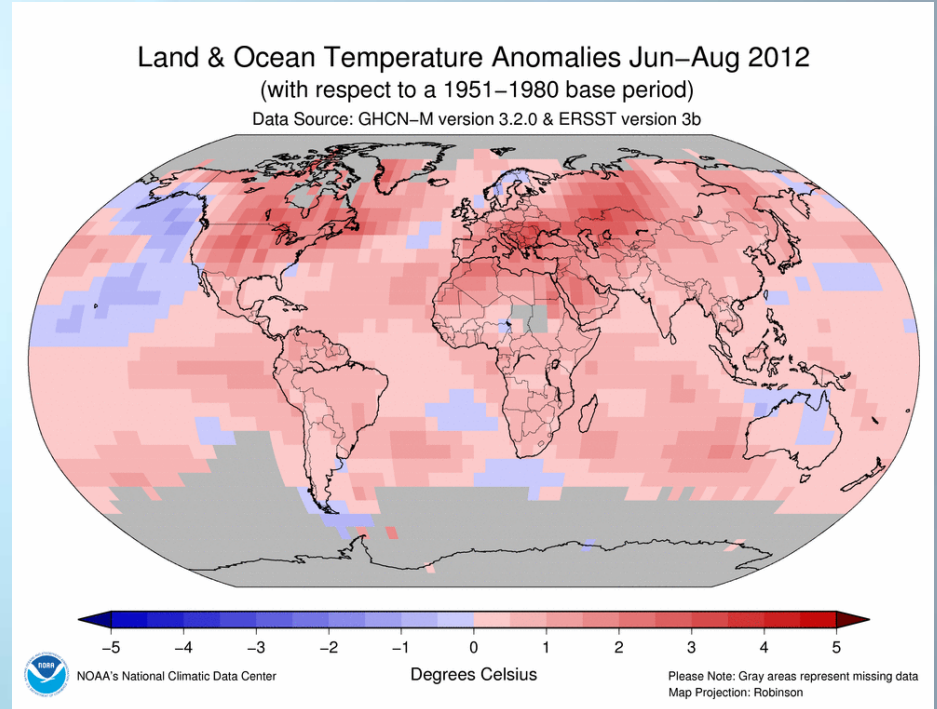 Land & Ocean Temperature Anomalies Jun–Aug 2012
(with respect to a 1951–1980 base period)
Data Source: GHCN–M version 3.2.0 & ERSST version 3b
−5 −4 −3 −2 −1 0 1 2 3 4 5
Degrees Celsius
NOAA
NOAA's National Climatic Data Center
Please Note: Gray areas represent missing data
Map Projection: Robinson